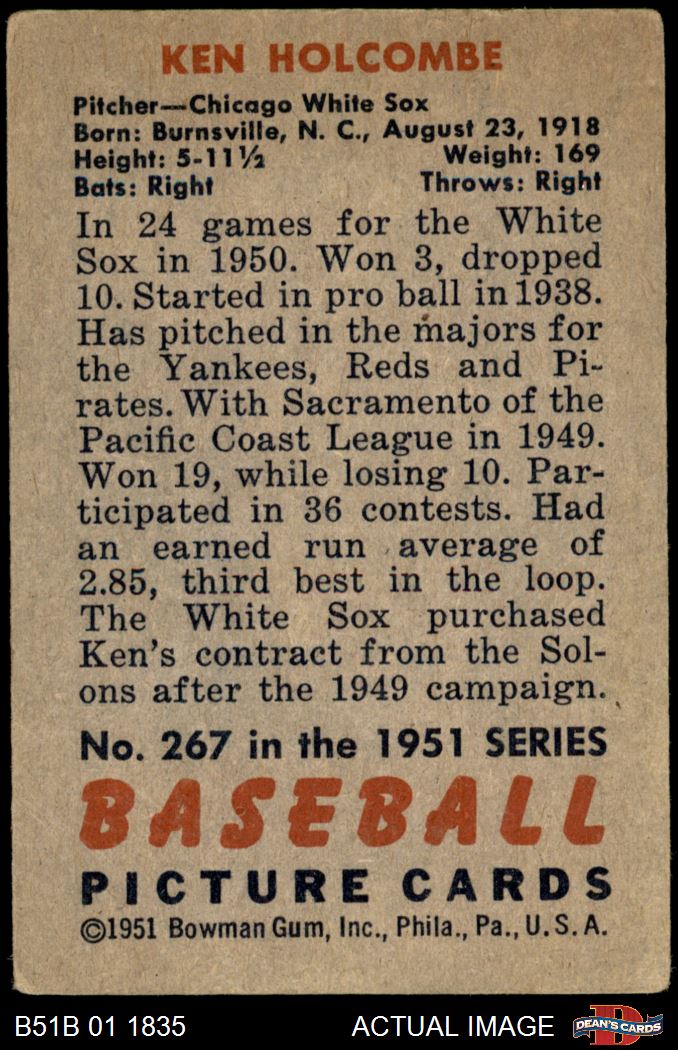 KEN HOLCOMBE
Pitcher—Chicago White Sox
Born: Burnsville, N. C., August 23, 1918
Height: 5-11½ Weight: 169
Bats: Right Throws: Right
In 24 games for the White
Sox in 1950. Won 3, dropped
10. Started in pro ball in 1938.
Has pitched in the majors for
the Yankees, Reds and Pi-
rates. With Sacramento of the
Pacific Coast League in 1949.
Won 19, while losing 10. Par-
ticipated in 36 contests. Had
an earned run average of
2.85, third best in the loop.
The White Sox purchased
Ken's contract from the Sol-
ons after the 1949 campaign.
No. 267 in the 1951 SERIES
BASEBALL
PICTURE CARDS
©1951 Bowman Gum, Inc., Phila., Pa., U. S. A.
B51B 01 1835 ACTUAL IMAGE D DEAN'S CARDS